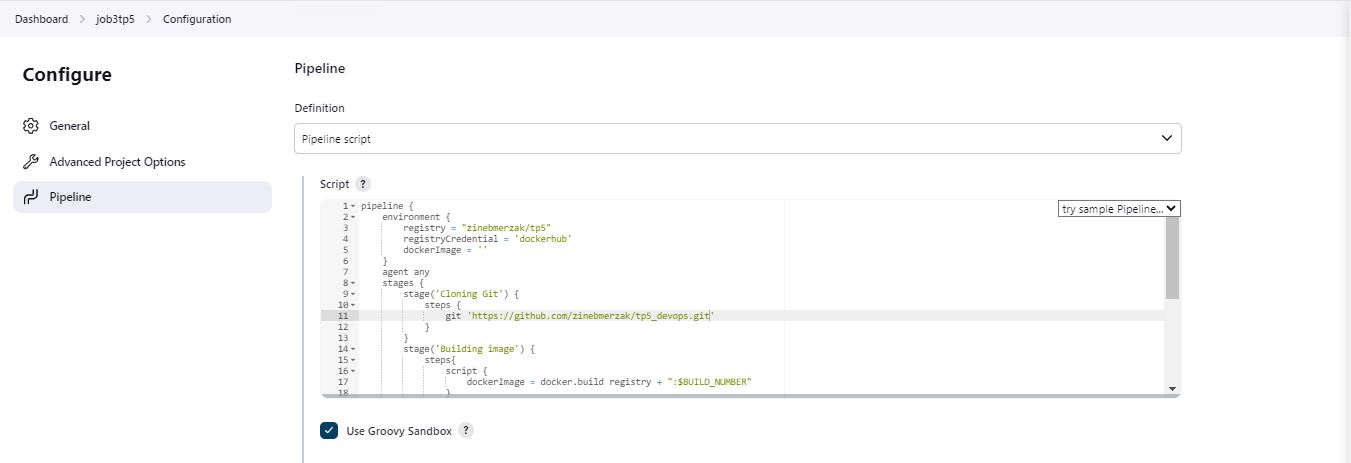 Dashboard > job3tp5 > Configuration
Configure
General
Advanced Project Options
Pipeline
Pipeline
Definition
Pipeline script
Script ?
try sample Pipeline...
1 pipeline {
2 environment {
3 registry = "zinebmerzak/tp5"
4 registryCredential = 'dockerhub'
5 dockerImage = ''
6 }
7 agent any
8 stages {
9 stage('Cloning Git') {
10 steps {
11 git 'https://github.com/zinebmerzak/tp5_devops.git'
12 }
13 }
14 stage('Building image') {
15 steps{
16 script {
17 dockerImage = docker.build registry + ":$BUILD_NUMBER"
18 }
Use Groovy Sandbox ?